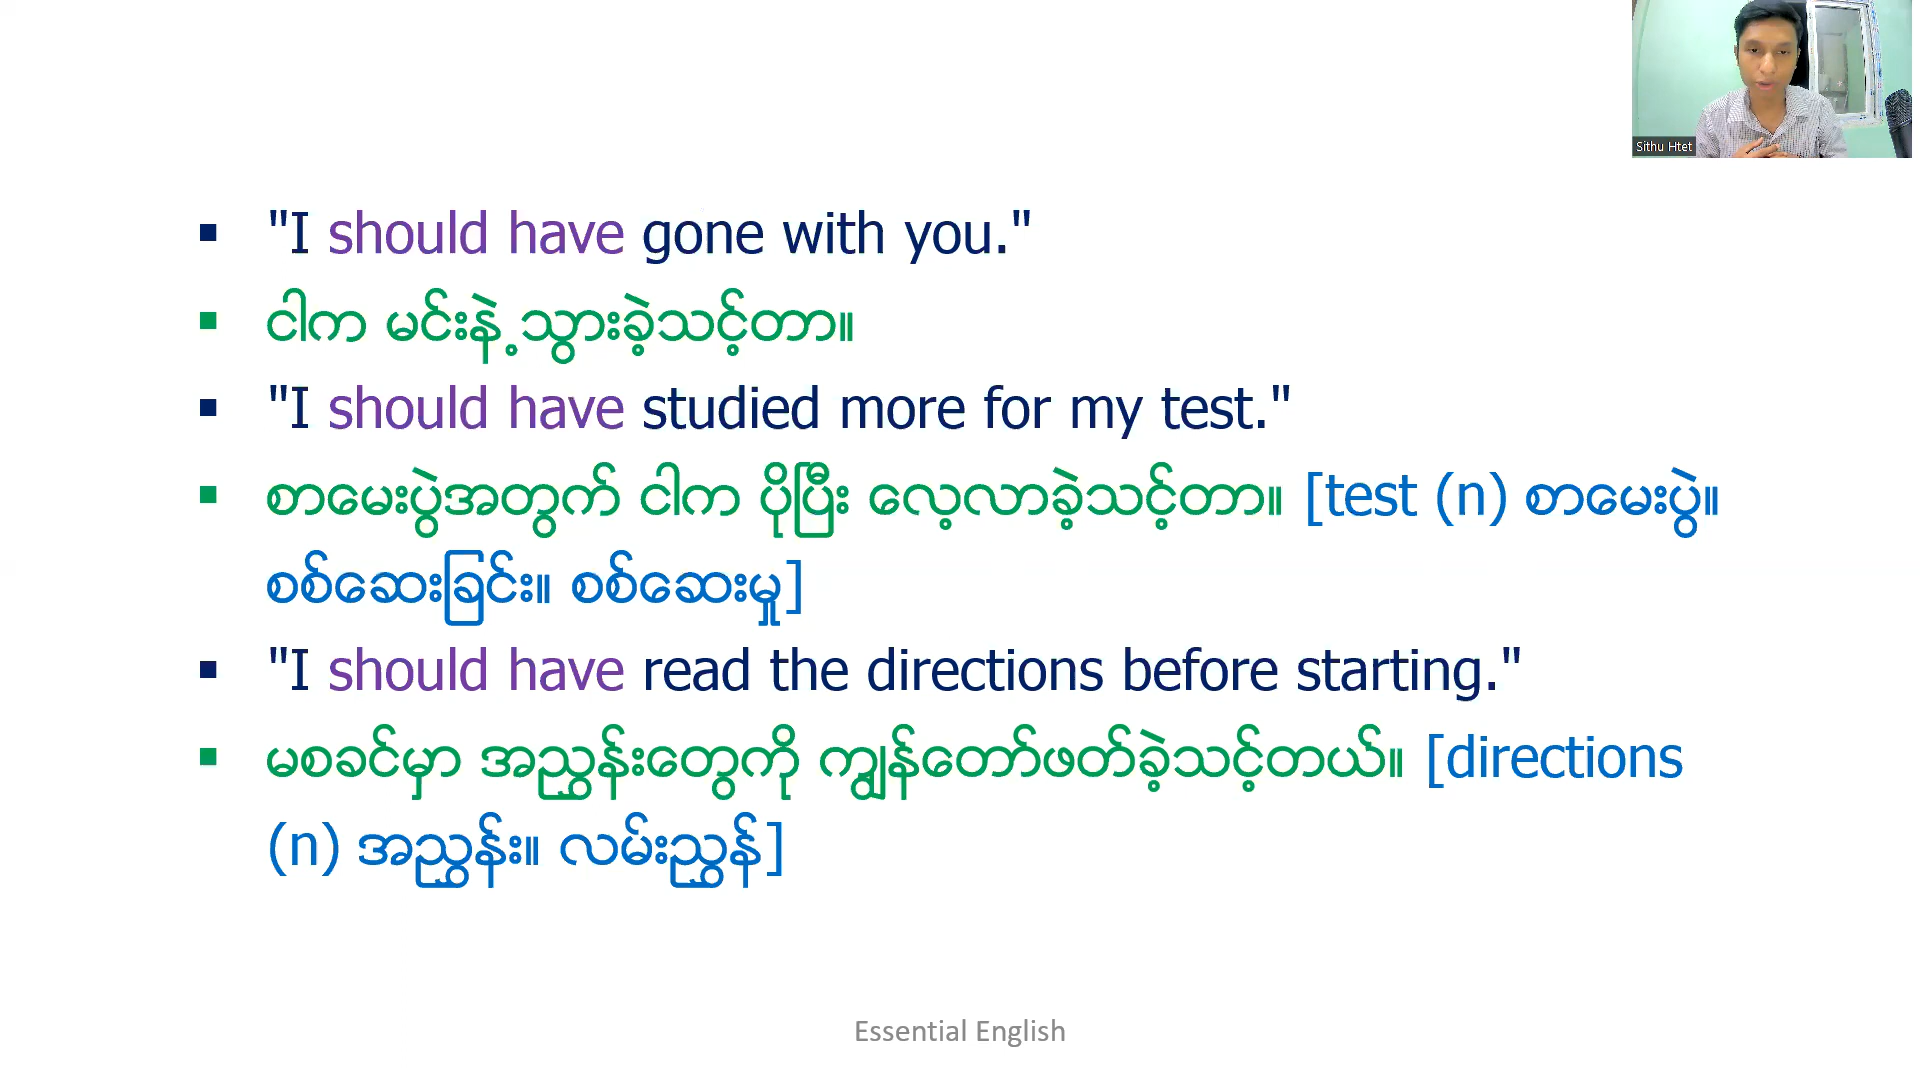 Sithu Htet
"I should have gone with you."
ငါက မင်းနဲ့ သွားခဲ့သင့်တာ။
"I should have studied more for my test."
စာမေးပွဲအတွက် ငါက ပိုပြီး လေ့လာခဲ့သင့်တာ။ [test (n) စာမေးပွဲ။
စစ်ဆေးခြင်း။ စစ်ဆေးမှု]
"I should have read the directions before starting."
မစခင်မှာ အညွှန်းတွေကို ကျွန်တော်ဖတ်ခဲ့သင့်တယ်။ [directions
(n) အညွှန်း။ လမ်းညွှန်]
Essential English